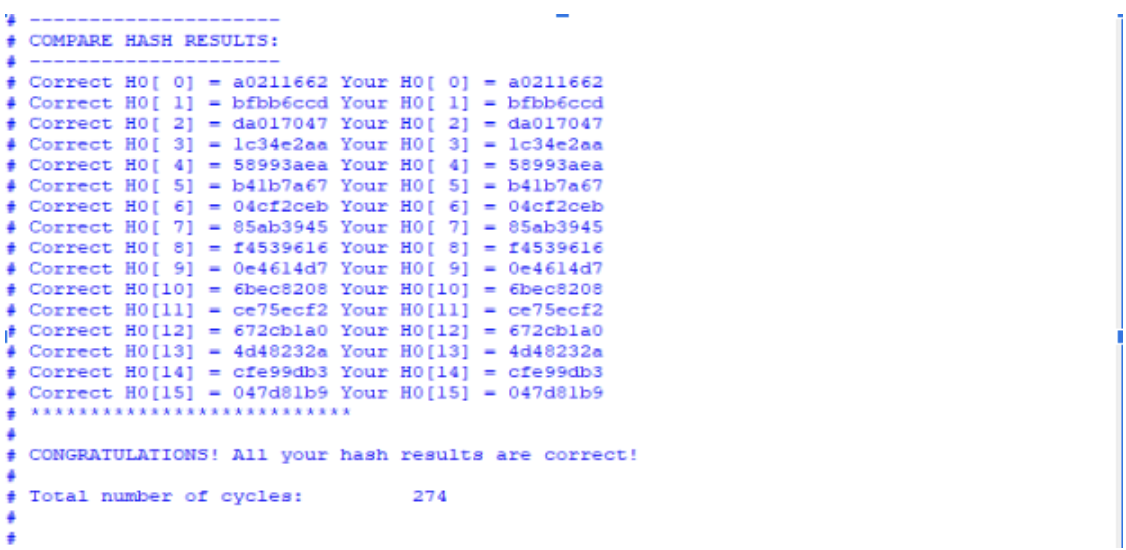 # ---------------------
# COMPARE HASH RESULTS:
# ---------------------
# Correct H0[ 0] = a0211662 Your H0[ 0] = a0211662
# Correct H0[ 1] = bfbb6ccd Your H0[ 1] = bfbb6ccd
# Correct H0[ 2] = da017047 Your H0[ 2] = da017047
# Correct H0[ 3] = 1c34e2aa Your H0[ 3] = 1c34e2aa
# Correct H0[ 4] = 58993aea Your H0[ 4] = 58993aea
# Correct H0[ 5] = b41b7a67 Your H0[ 5] = b41b7a67
# Correct H0[ 6] = 04cf2ceb Your H0[ 6] = 04cf2ceb
# Correct H0[ 7] = 85ab3945 Your H0[ 7] = 85ab3945
# Correct H0[ 8] = f4539616 Your H0[ 8] = f4539616
# Correct H0[ 9] = 0e4614d7 Your H0[ 9] = 0e4614d7
# Correct H0[10] = 6bec8208 Your H0[10] = 6bec8208
# Correct H0[11] = ce75ecf2 Your H0[11] = ce75ecf2
# Correct H0[12] = 672cb1a0 Your H0[12] = 672cb1a0
# Correct H0[13] = 4d48232a Your H0[13] = 4d48232a
# Correct H0[14] = cfe99db3 Your H0[14] = cfe99db3
# Correct H0[15] = 047d81b9 Your H0[15] = 047d81b9
# ***************************
#
# CONGRATULATIONS! All your hash results are correct!
#
# Total number of cycles:         274
#
#